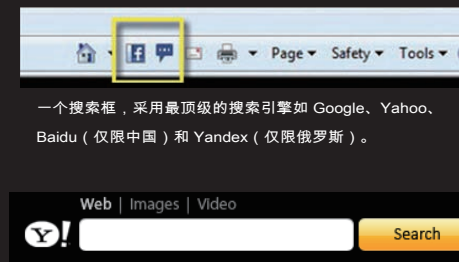 Page Safety Tools
一个搜索框，采用最顶级的搜索引擎如 Google、Yahoo、
Baidu（仅限中国）和 Yandex（仅限俄罗斯）。
Web | Images | Video
Y! Search